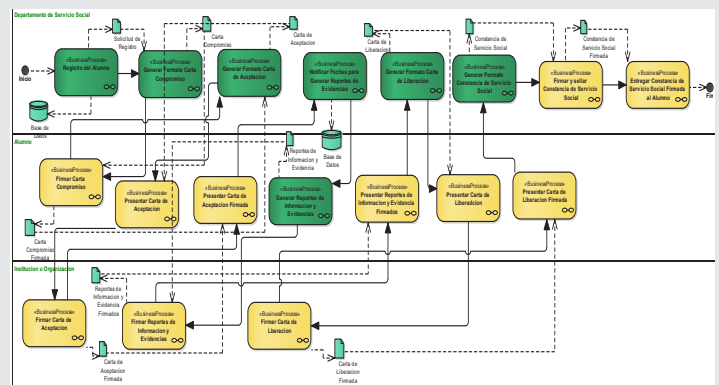 Departamento de Servicio Social
Solicitud de
Registro
Carta
Compromiso
Carta
de Aceptacion
Carta de
Liberacion
Constancia de
Servicio Social
Constancia de
Servicio Social
Firmada
Inicio
«BusinessProcess»
Registro del Alumno
«BusinessProcess»
Generar Formato Carta
Compromiso
«BusinessProcess»
Generar Formato Carta
de Aceptacion
«BusinessProcess»
Notificar Fechas para
Generar Reportes de
Evidencias
«BusinessProcess»
Generar Formato Carta
de Liberacion
«BusinessProcess»
Generar Formato
Constancia de Servicio
Social
«BusinessProcess»
Firmar y sellar
Constancia de Servicio
Social
«BusinessProcess»
Entregar Constancia de
Servicio Social Firmada
al Alumno
Fin
Base de
Datos
Alumno
Reportes de
Informacion y
Evidencia
Base de
Datos
«BusinessProcess»
Firmar Carta
Compromiso
«BusinessProcess»
Presentar Carta de
Aceptacion
«BusinessProcess»
Presentar Carta de
Aceptacion Firmada
«BusinessProcess»
Generar Reportes de
Informacion y
Evidencias
«BusinessProcess»
Presentar Reportes de
Informacion y Evidencia
Firmados
«BusinessProcess»
Presentar Carta de
Liberadcion
«BusinessProcess»
Presentar Carta de
Liberacion Firmada
Carta
Compromiso
Firmada
Institucion u Organizacion
Reportes de
Informacion y
Evidencia
Firmados
«BusinessProcess»
Firmar Carta de
Aceptacion
«BusinessProcess»
Firmar Reportes de
Informacion y
Evidencias
«BusinessProcess»
Firmar Carta de
Liberacion
Carta de
Aceptacion
Firmada
Carta de
Liberacion
Firmada